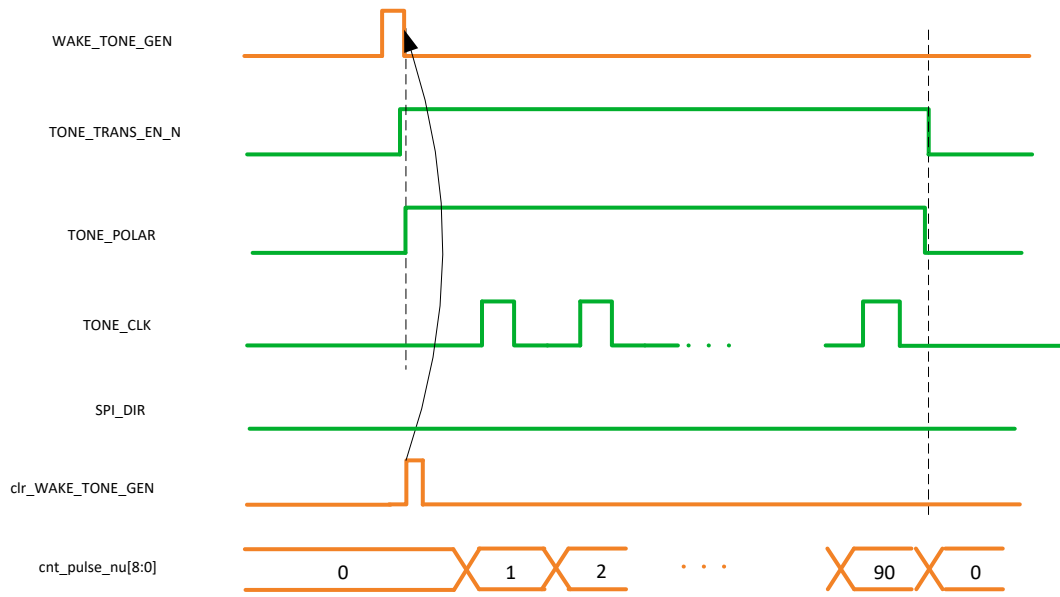 WAKE_TONE_GEN
TONE_TRANS_EN_N
TONE_POLAR
TONE_CLK
. . .
SPI_DIR
clr_WAKE_TONE_GEN
cnt_pulse_nu[8:0]
0
1
2
. . .
90
0